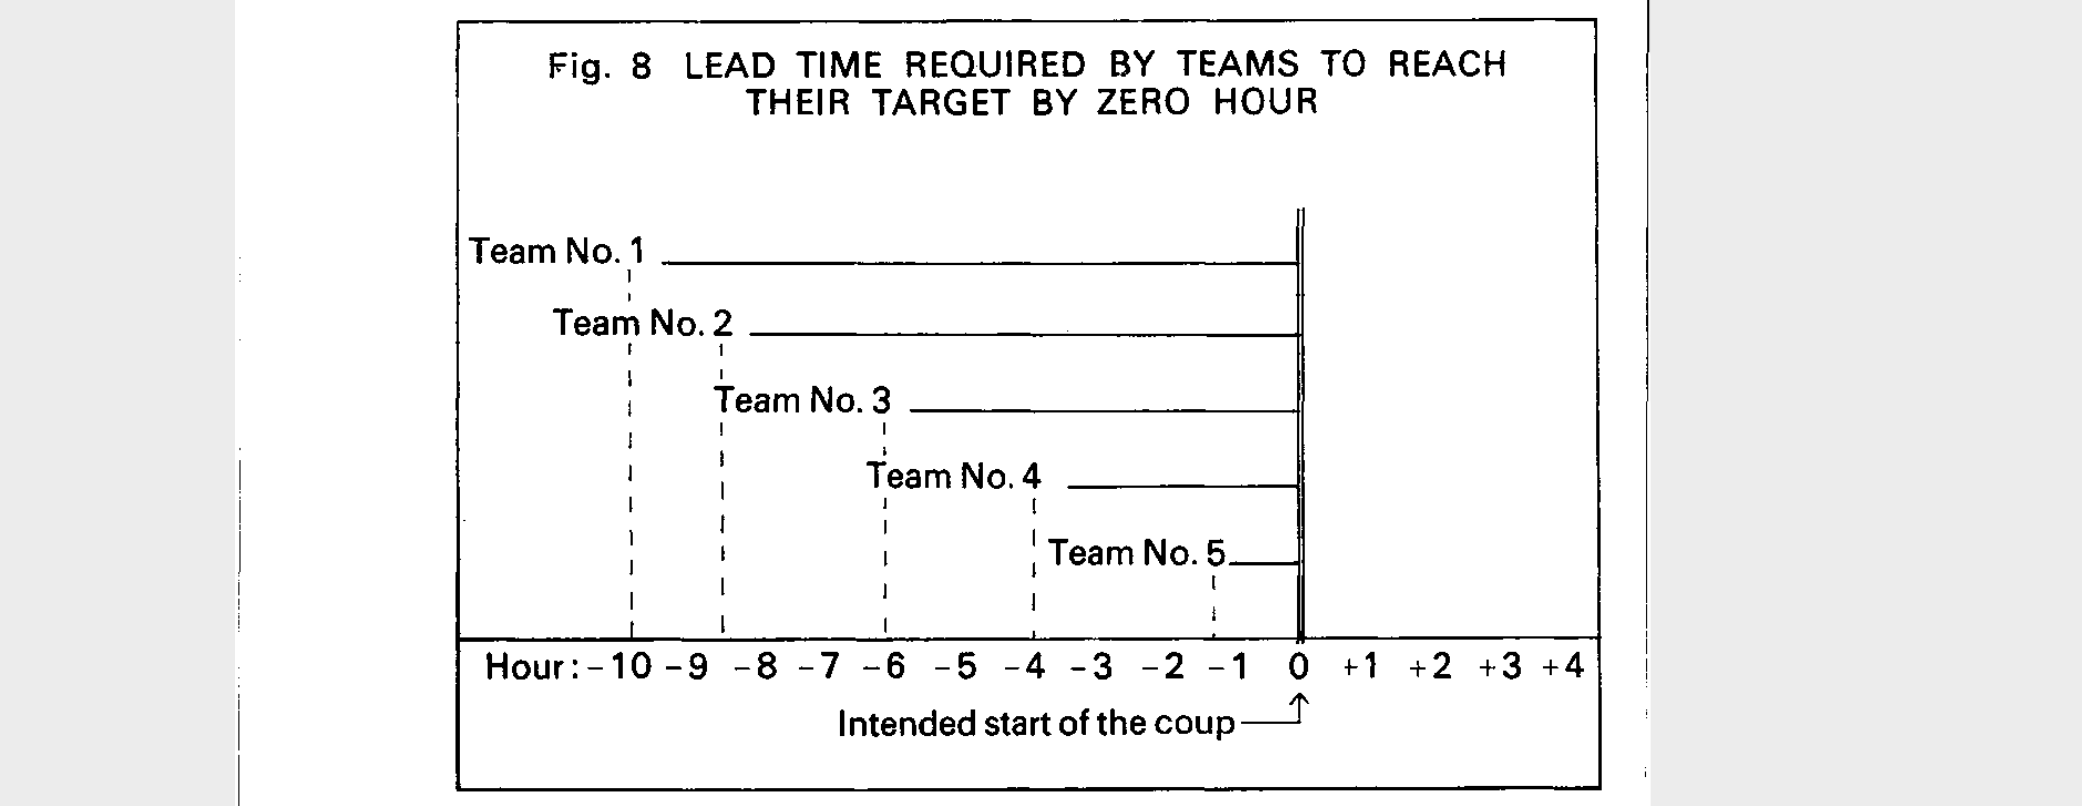 Fig. 8 LEAD TIME REQUIRED BY TEAMS TO REACH
THEIR TARGET BY ZERO HOUR
Team No. 1
Team No. 2
Team No. 3
Team No. 4
Team No. 5
Hour: -10 -9 -8 -7 -6 -5 -4 -3 -2 -1 0 +1 +2 +3 +4
Intended start of the coup